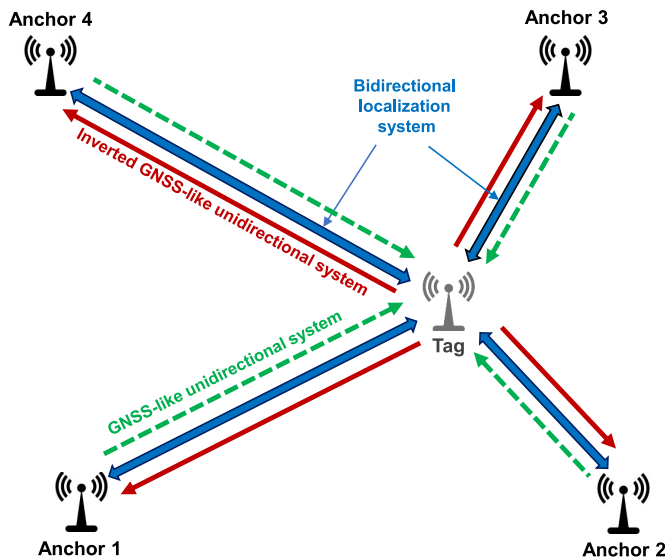 Anchor 4
Anchor 3
Bidirectional
localization
system
Inverted GNSS-like unidirectional system
Tag
GNSS-like unidirectional system
Anchor 1
Anchor 2